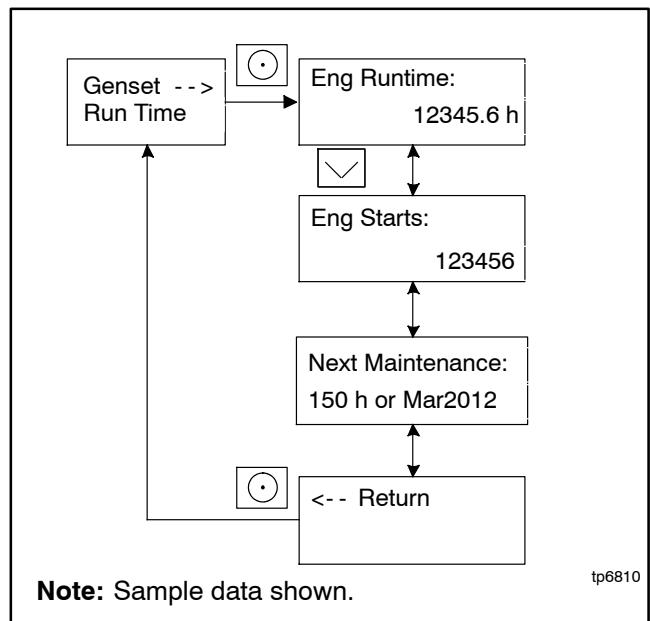 Genset -->
Run Time
Eng Runtime:
12345.6 h
Eng Starts:
123456
Next Maintenance:
150 h or Mar2012
<-- Return
Note: Sample data shown.
tp6810